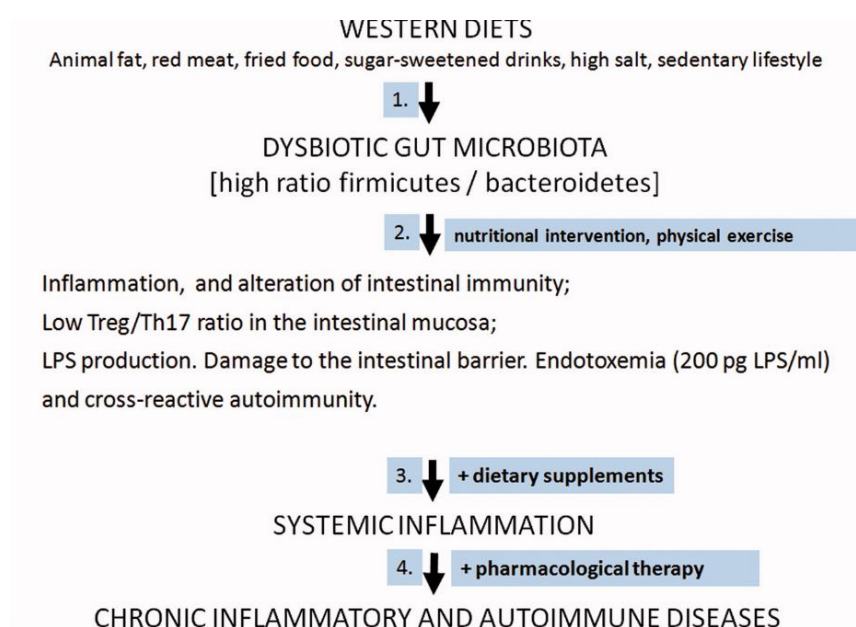 WESTERN DIETS
Animal fat, red meat, fried food, sugar-sweetened drinks, high salt, sedentary lifestyle
1.
DYSBIOTIC GUT MICROBIOTA
[high ratio firmicutes / bacteroidetes]
2. nutritional intervention, physical exercise
Inflammation, and alteration of intestinal immunity;
Low Treg/Th17 ratio in the intestinal mucosa;
LPS production. Damage to the intestinal barrier. Endotoxemia (200 pg LPS/ml)
and cross-reactive autoimmunity.
3. + dietary supplements
SYSTEMIC INFLAMMATION
4. + pharmacological therapy
CHRONIC INFLAMMATORY AND AUTOIMMUNE DISEASES